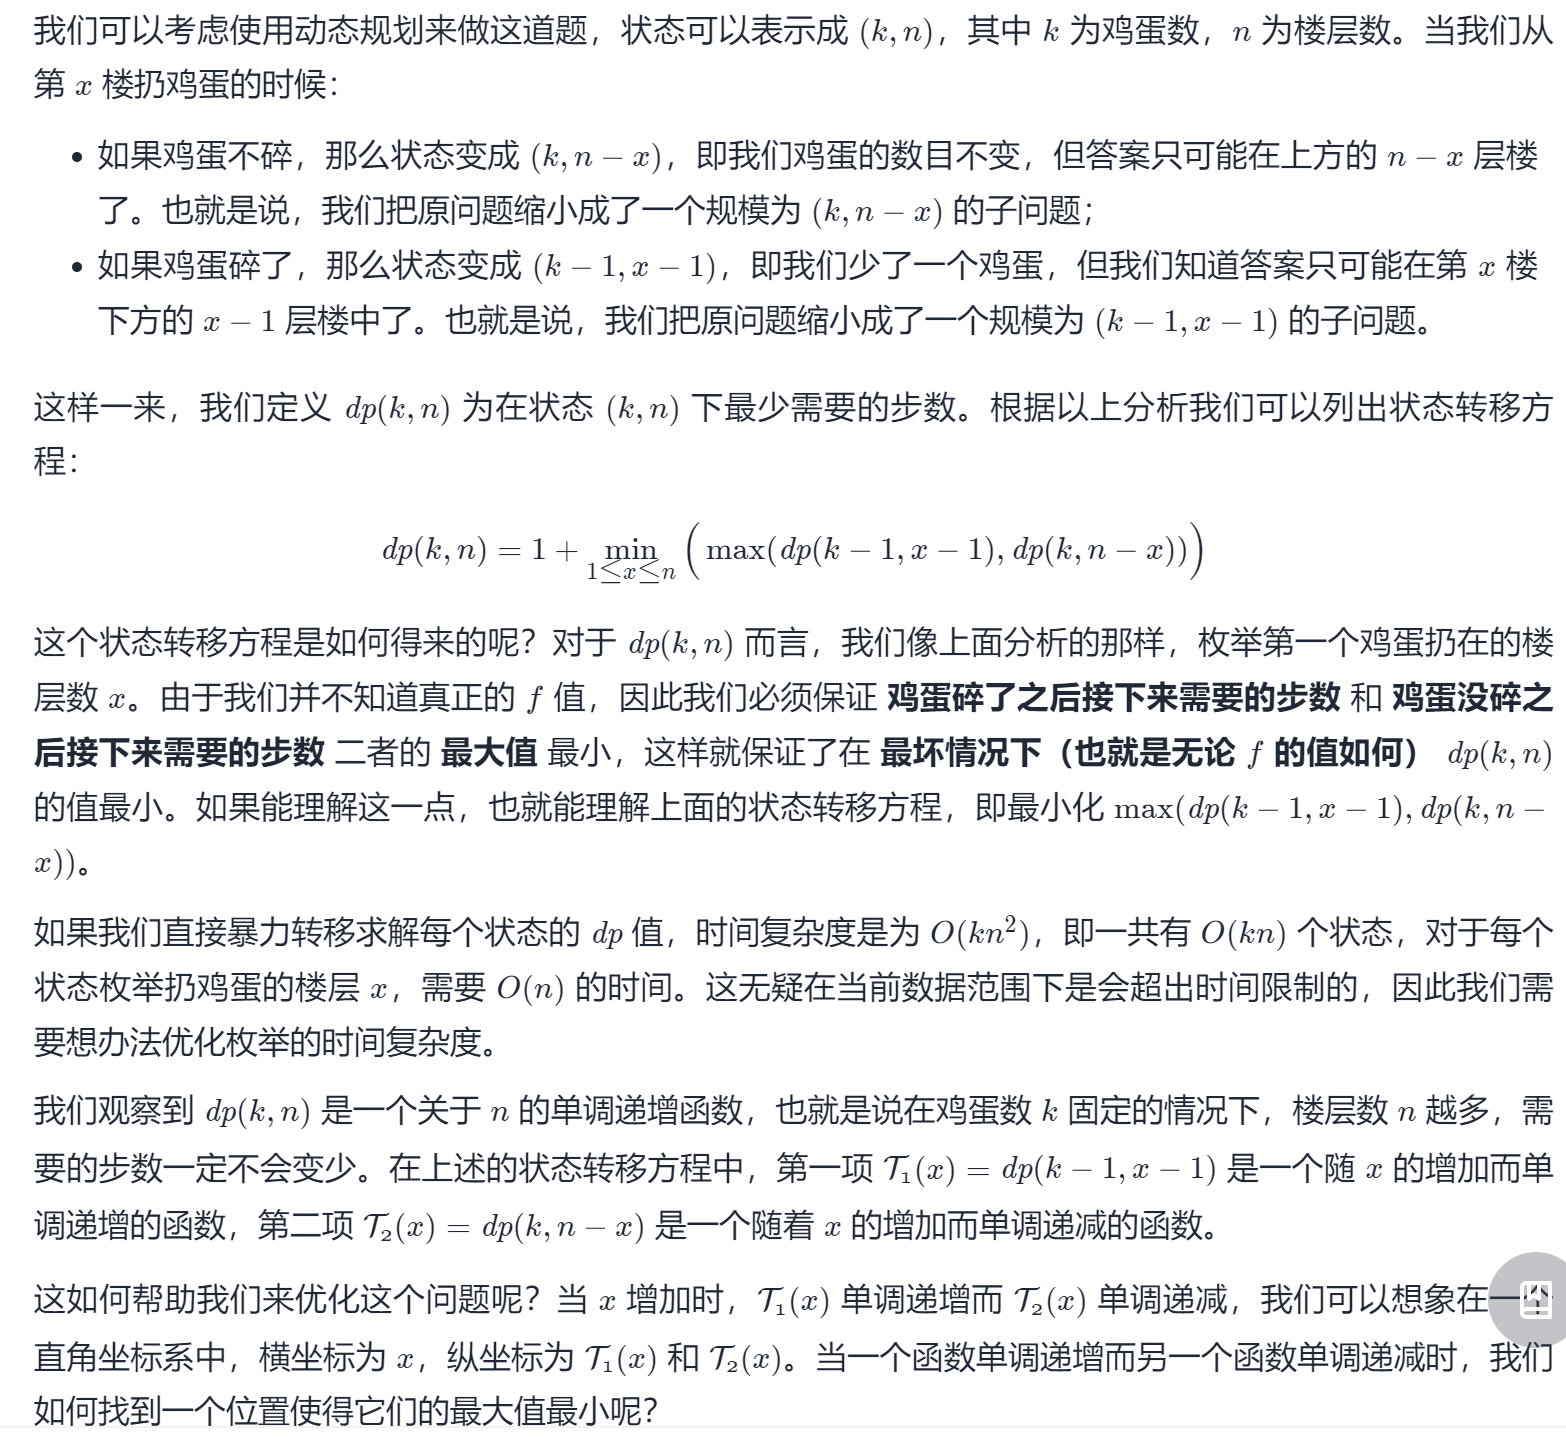 我们可以考虑使用动态规划来做这道题，状态可以表示成 (k, n)，其中 k 为鸡蛋数，n 为楼层数。当我们从
第 x 楼扔鸡蛋的时候：
• 如果鸡蛋不碎，那么状态变成 (k, n − x)，即我们鸡蛋的数目不变，但答案只可能在上方的 n − x 层楼
了。也就是说，我们把原问题缩小成了一个规模为 (k, n − x) 的子问题；
• 如果鸡蛋碎了，那么状态变成 (k − 1, x − 1)，即我们少了一个鸡蛋，但我们知道答案只可能在第 x 楼
下方的 x − 1 层楼中了。也就是说，我们把原问题缩小成了一个规模为 (k − 1, x − 1) 的子问题。
这样一来，我们定义 dp(k, n) 为在状态 (k, n) 下最少需要的步数。根据以上分析我们可以列出状态转移方
程：
dp(k, n) = 1 + min_{1≤x≤n} ( max(dp(k − 1, x − 1), dp(k, n − x)) )
这个状态转移方程是如何得来的呢？对于 dp(k, n) 而言，我们像上面分析的那样，枚举第一个鸡蛋扔在的楼
层数 x。由于我们并不知道真正的 f 值，因此我们必须保证 鸡蛋碎了之后接下来需要的步数 和 鸡蛋没碎之
后接下来需要的步数 二者的 最大值 最小，这样就保证了在 最坏情况下（也就是无论 f 的值如何） dp(k, n)
的值最小。如果能理解这一点，也就能理解上面的状态转移方程，即最小化 max(dp(k − 1, x − 1), dp(k, n −
x))。
如果我们直接暴力转移求解每个状态的 dp 值，时间复杂度是为 O(kn²)，即一共有 O(kn) 个状态，对于每个
状态枚举扔鸡蛋的楼层 x，需要 O(n) 的时间。这无疑在当前数据范围下是会超出时间限制的，因此我们需
要想办法优化枚举的时间复杂度。
我们观察到 dp(k, n) 是一个关于 n 的单调递增函数，也就是说在鸡蛋数 k 固定的情况下，楼层数 n 越多，需
要的步数一定不会变少。在上述的状态转移方程中，第一项 𝒯₁(x) = dp(k − 1, x − 1) 是一个随 x 的增加而单
调递增的函数，第二项 𝒯₂(x) = dp(k, n − x) 是一个随着 x 的增加而单调递减的函数。
这如何帮助我们来优化这个问题呢？当 x 增加时，𝒯₁(x) 单调递增而 𝒯₂(x) 单调递减，我们可以想象在一个
直角坐标系中，横坐标为 x，纵坐标为 𝒯₁(x) 和 𝒯₂(x)。当一个函数单调递增而另一个函数单调递减时，我们
如何找到一个位置使得它们的最大值最小呢？